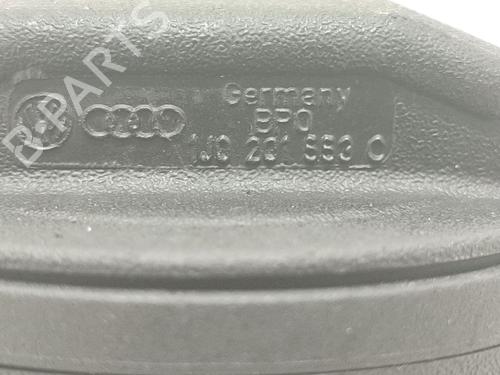 B-PARTS
Germany
BPO
1J0 201 553 C